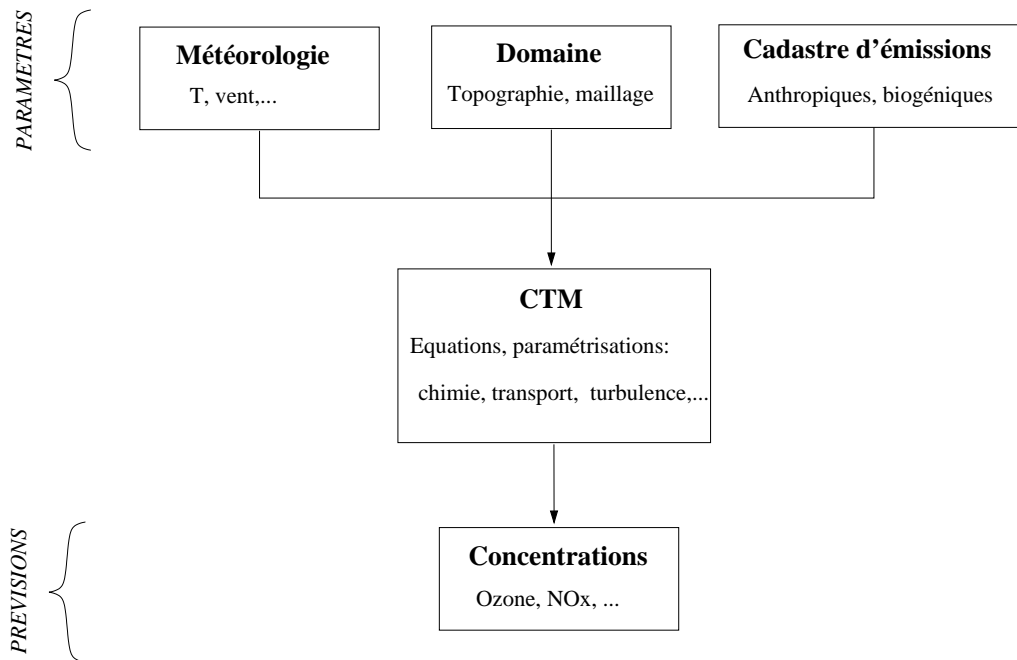 PARAMETRES
Météorologie
T, vent,...
Domaine
Topographie, maillage
Cadastre d’émissions
Anthropiques, biogéniques
CTM
Equations, paramétrisations:
chimie, transport, turbulence,...
PREVISIONS
Concentrations
Ozone, NOx, ...